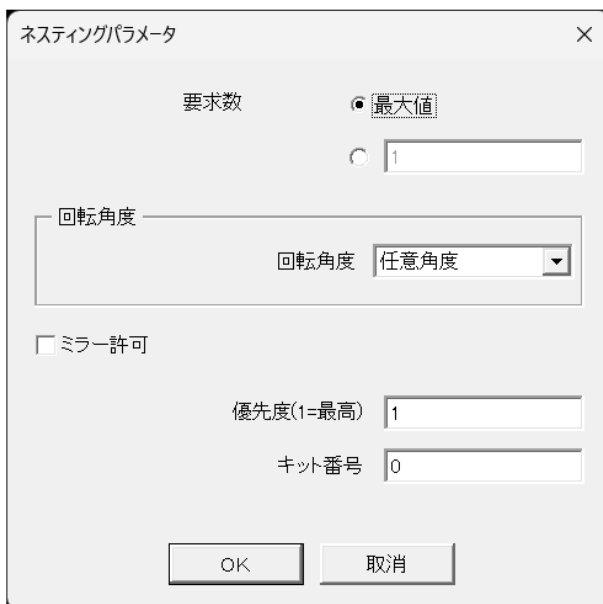 ネスティングパラメータ
要求数 最大値
1
回転角度
回転角度 任意角度
ミラー許可
優先度(1=最高) 1
キット番号 0
OK 取消